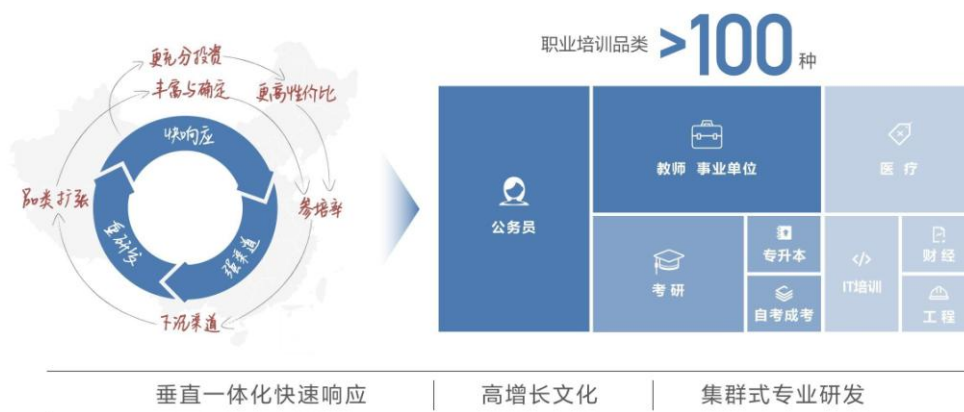 更充分投资
丰富与确定
更高性价比
快响应
品类扩张
参培率
重研发
强渠道
下沉渠道
职业培训品类 >100 种
公务员
教师 事业单位
医疗
考研
专升本
自考成考
IT培训
财经
工程
垂直一体化快速响应
高增长文化
集群式专业研发